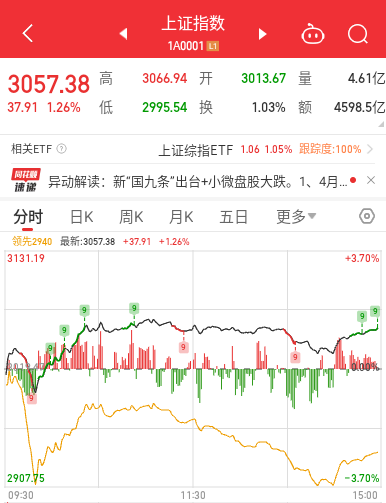 上证指数
1A0001 L1
3057.38 高 3066.94 开 3013.67 量 4.61亿
37.91 1.26% 低 2995.54 换 1.03% 额 4598.5亿
相关ETF ? 上证综指ETF 1.06 1.05% 跟踪度:100%
同花顺速递 异动解读：新“国九条”出台+小微盘股大跌。1、4月...
分时 日K 周K 月K 五日 更多
领先2940 最新:3057.38 +37.91 +1.26%
3131.19 +3.70%
9 9 9 9 9 9
9 9 9
0.00%
2907.75 -3.70%
09:30 11:30 15:00